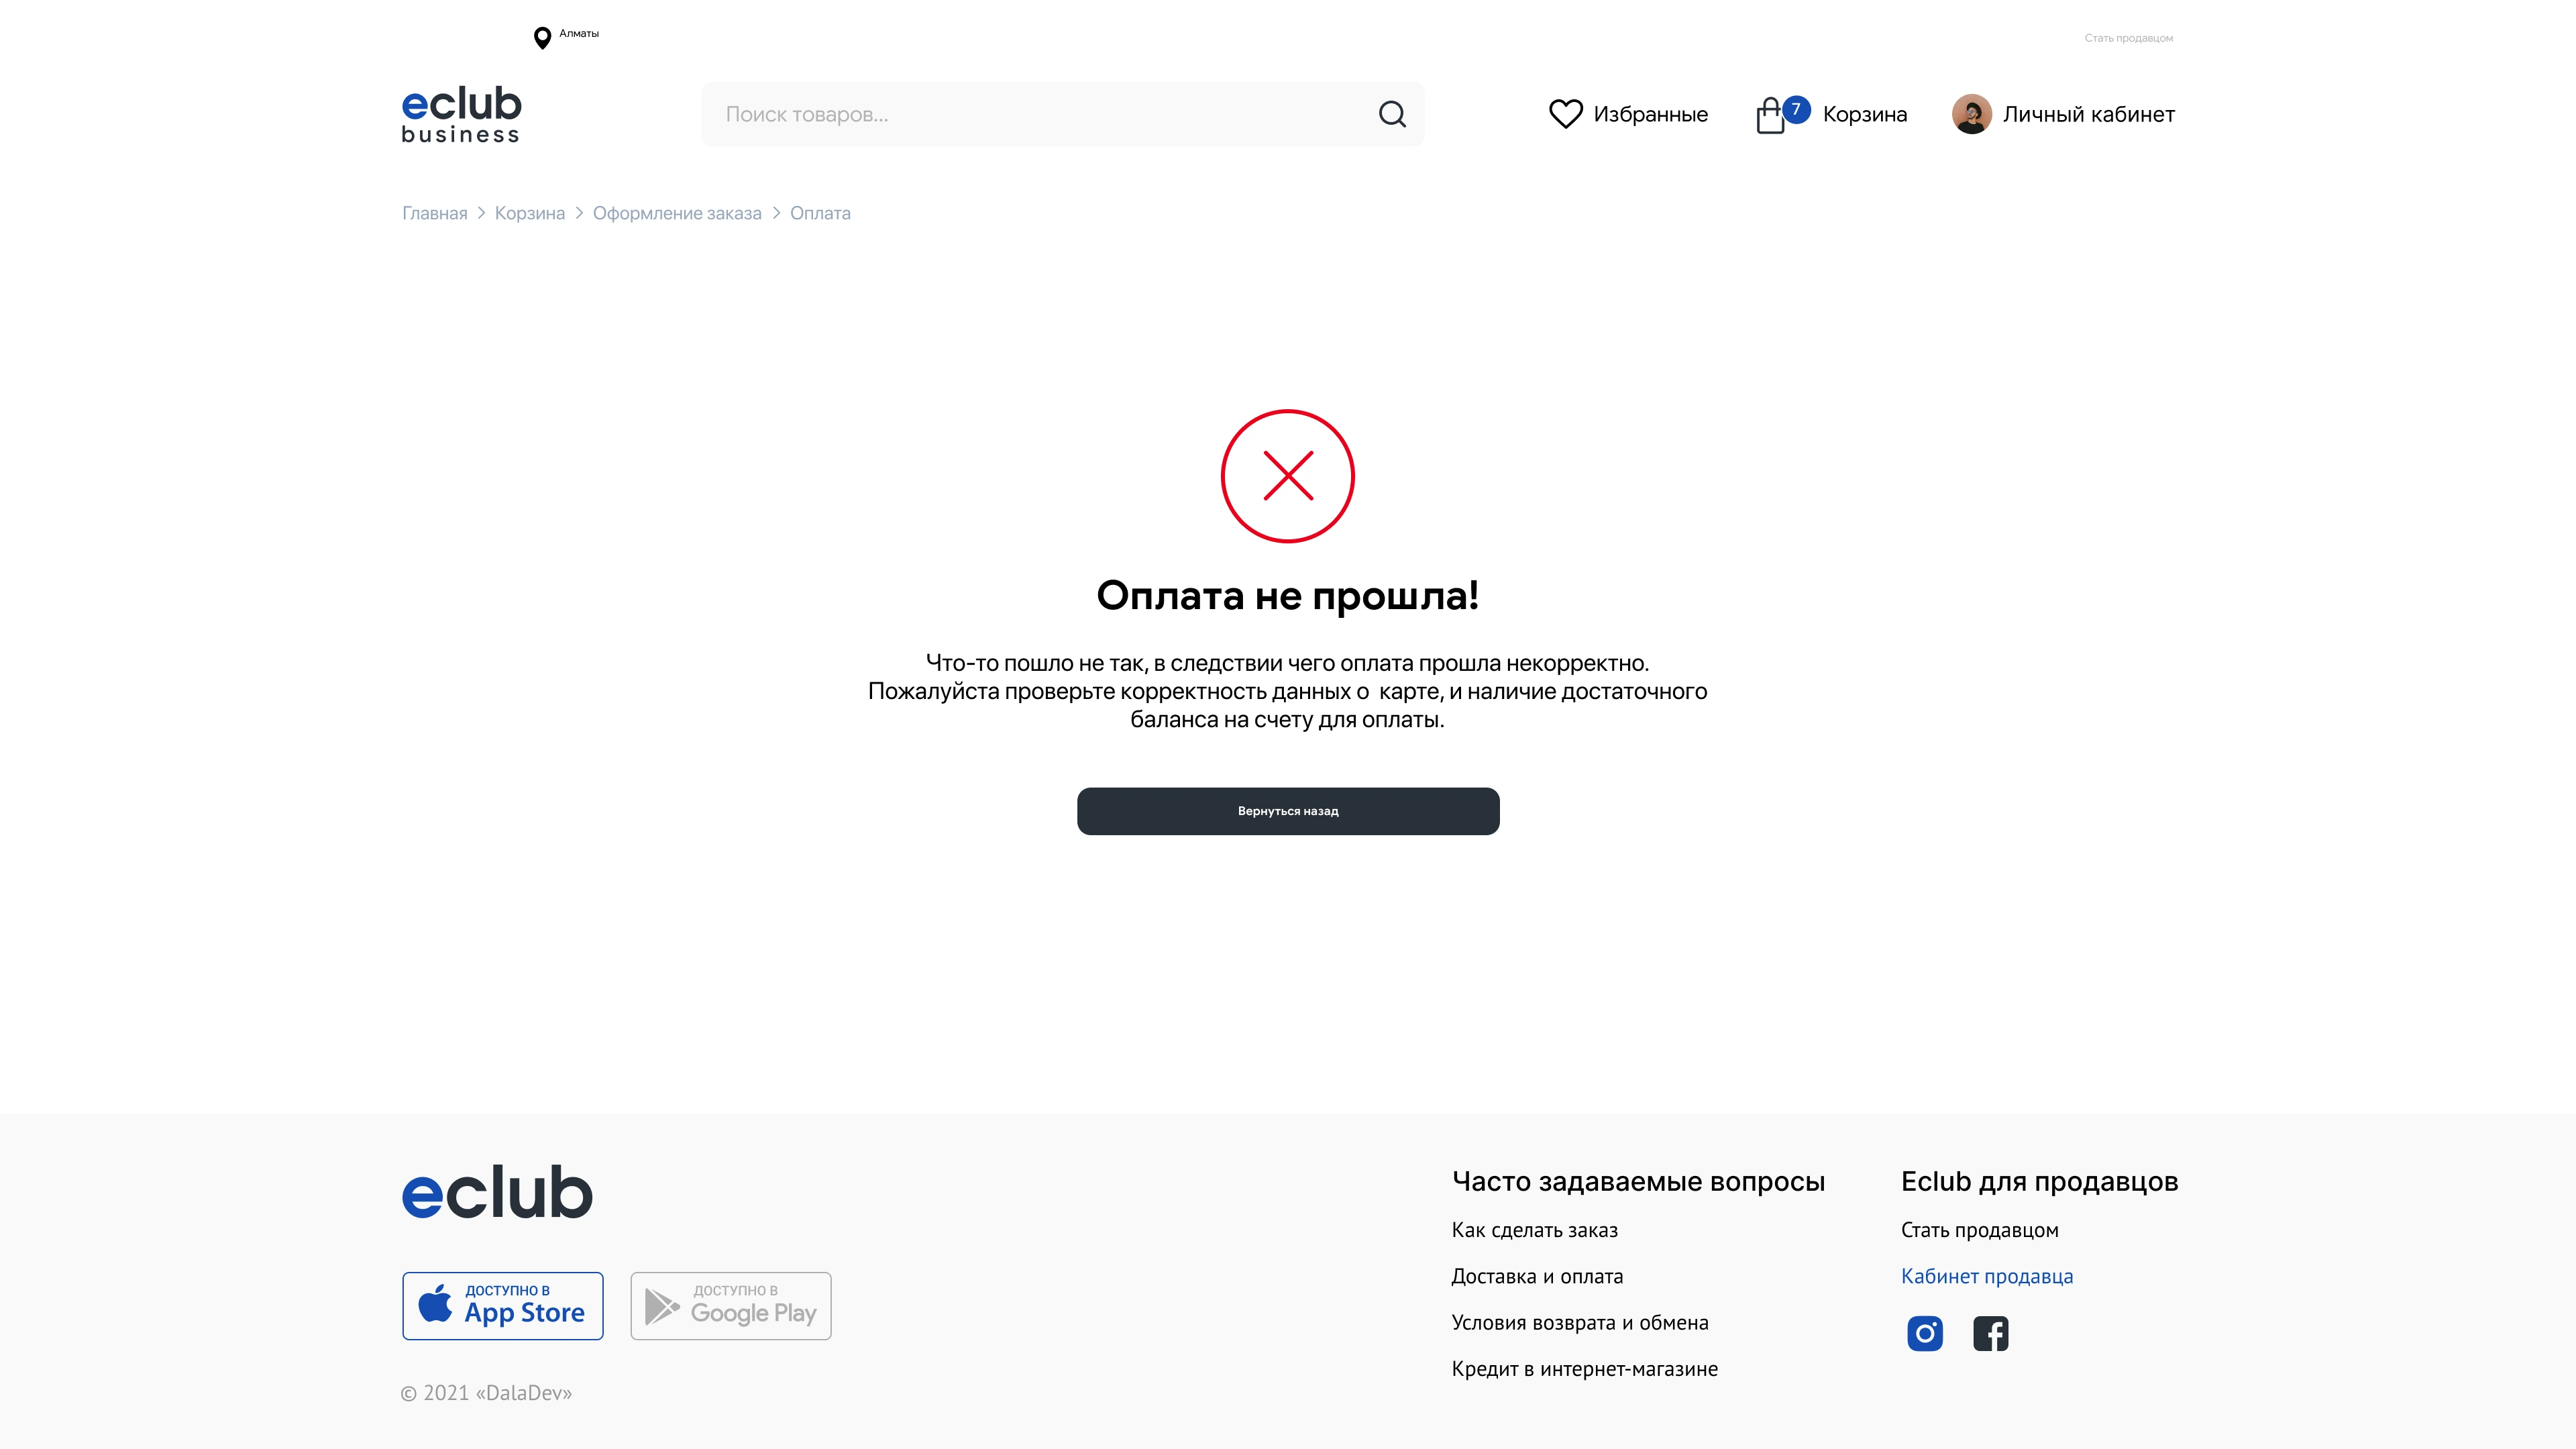 Алматы
Стать продавцом
eclub
business
Поиск товаров...
Избранные
7
Корзина
Личный кабинет
Главная > Корзина > Оформление заказа > Оплата
Оплата не прошла!
Что-то пошло не так, в следствии чего оплата прошла некорректно.
Пожалуйста проверьте корректность данных о  карте, и наличие достаточного
баланса на счету для оплаты.
Вернуться назад
eclub
ДОСТУПНО В
App Store
ДОСТУПНО В
Google Play
© 2021 «DalaDev»
Часто задаваемые вопросы
Как сделать заказ
Доставка и оплата
Условия возврата и обмена
Кредит в интернет-магазине
Eclub для продавцов
Стать продавцом
Кабинет продавца